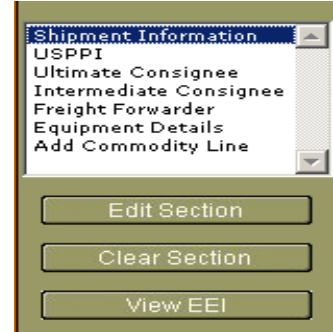 Shipment Information
USPPI
Ultimate Consignee
Intermediate Consignee
Freight Forwarder
Equipment Details
Add Commodity Line
Edit Section
Clear Section
View EEI